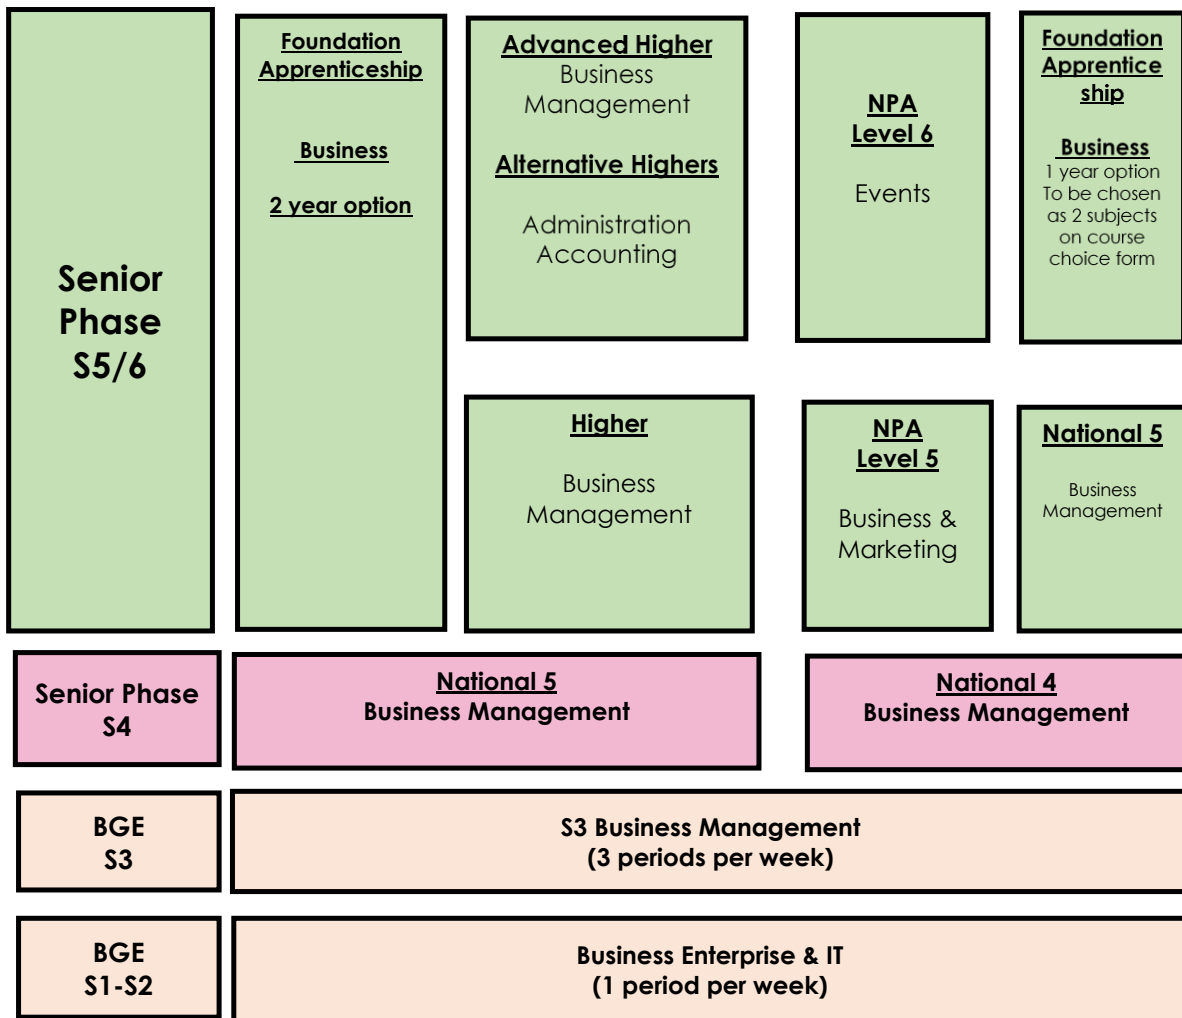 Senior
Phase
S5/6
Foundation
Apprenticeship
Business
2 year option
Advanced Higher
Business
Management
Alternative Highers
Administration
Accounting
NPA
Level 6
Events
Foundation
Apprentice
ship
Business
1 year option
To be chosen
as 2 subjects
on course
choice form
Higher
Business
Management
NPA
Level 5
Business &
Marketing
National 5
Business
Management
Senior Phase
S4
National 5
Business Management
National 4
Business Management
BGE
S3
S3 Business Management
(3 periods per week)
BGE
S1-S2
Business Enterprise & IT
(1 period per week)